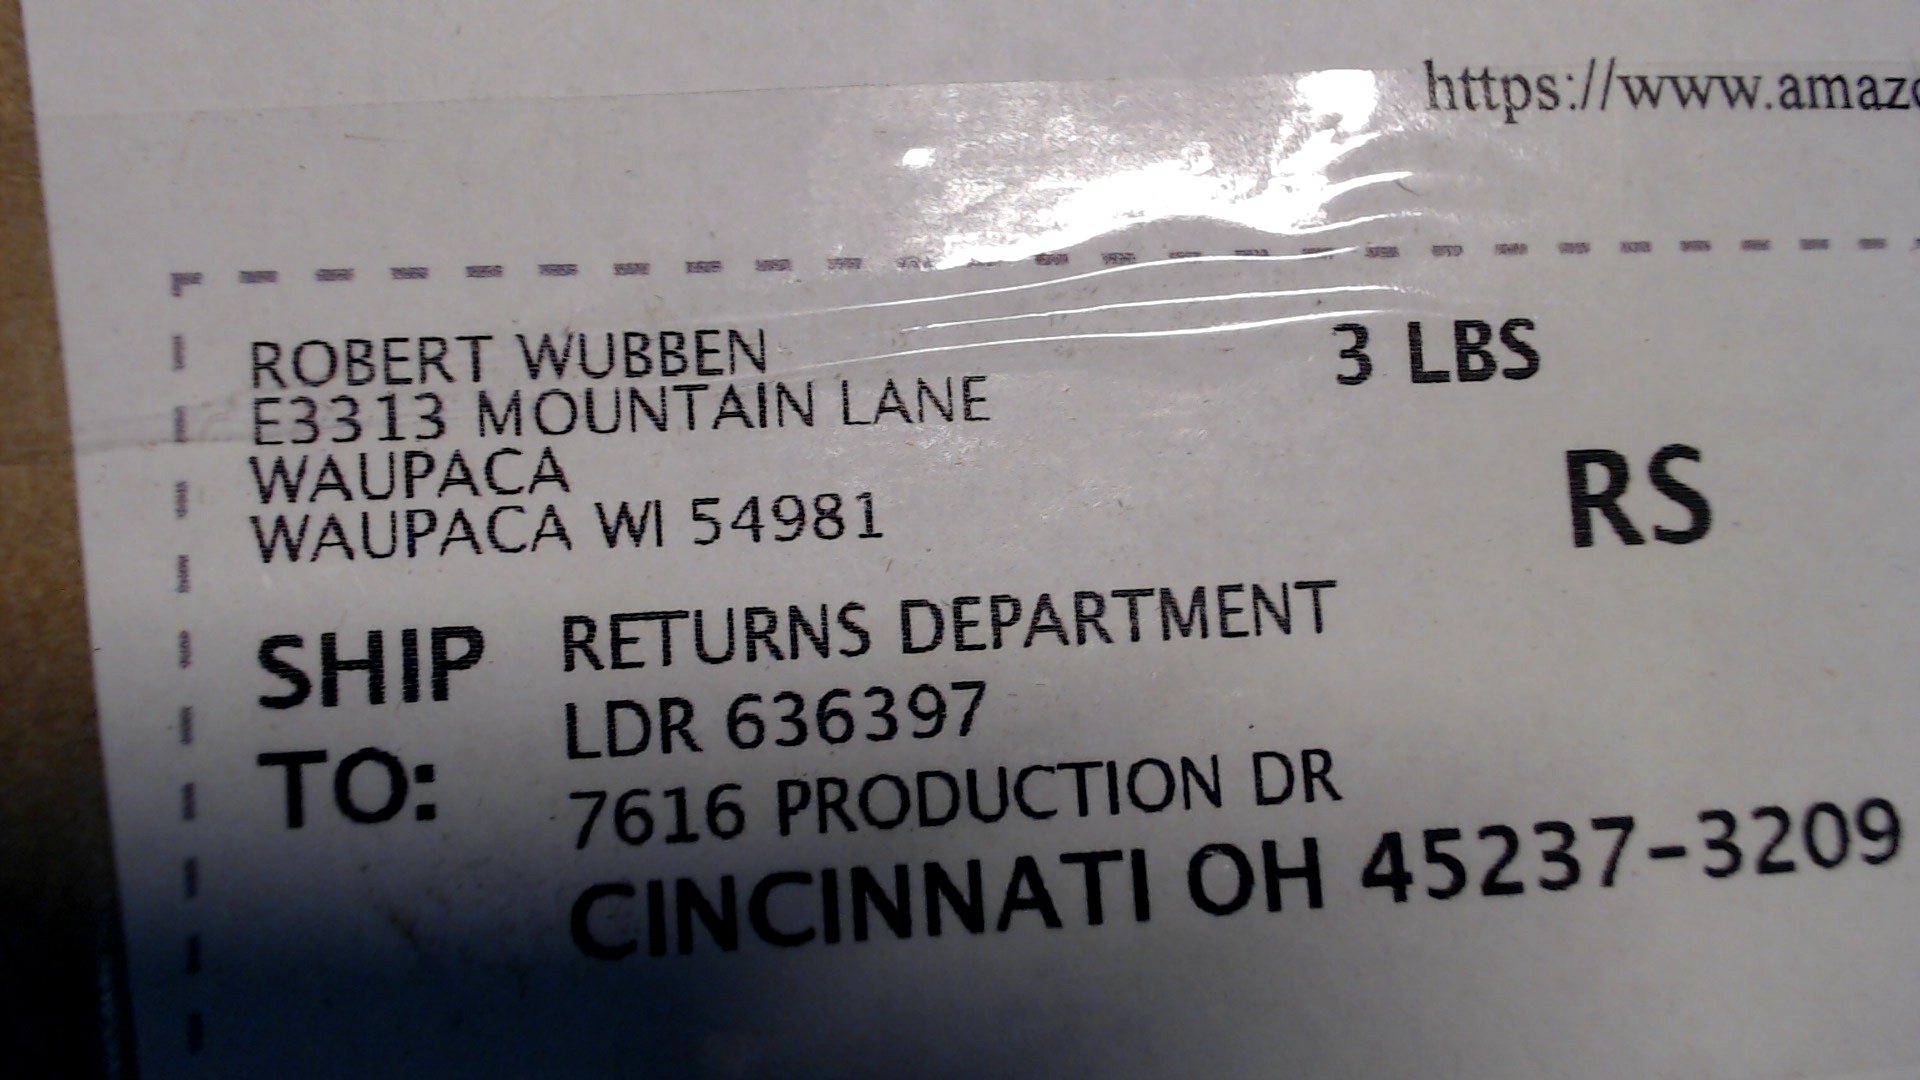 https://www.amazo
ROBERT WUBBEN
3 LBS
E3313 MOUNTAIN LANE
WAUPACA
WAUPACA WI 54981
RS
SHIP TO:
RETURNS DEPARTMENT
LDR 636397
7616 PRODUCTION DR
CINCINNATI OH 45237-3209